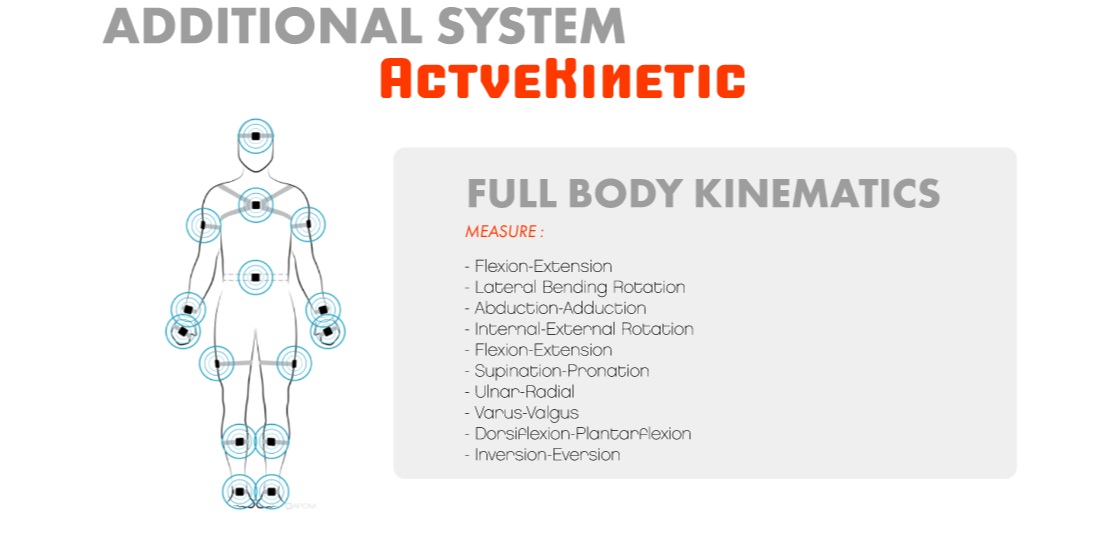 ADDITIONAL SYSTEM
ACTVEKINETIC
FULL BODY KINEMATICS
MEASURE :
- Flexion-Extension
- Lateral Bending Rotation
- Abduction-Adduction
- Internal-External Rotation
- Flexion-Extension
- Supination-Pronation
- Ulnar-Radial
- Varus-Valgus
- Dorsiflexion-Plantarflexion
- Inversion-Eversion